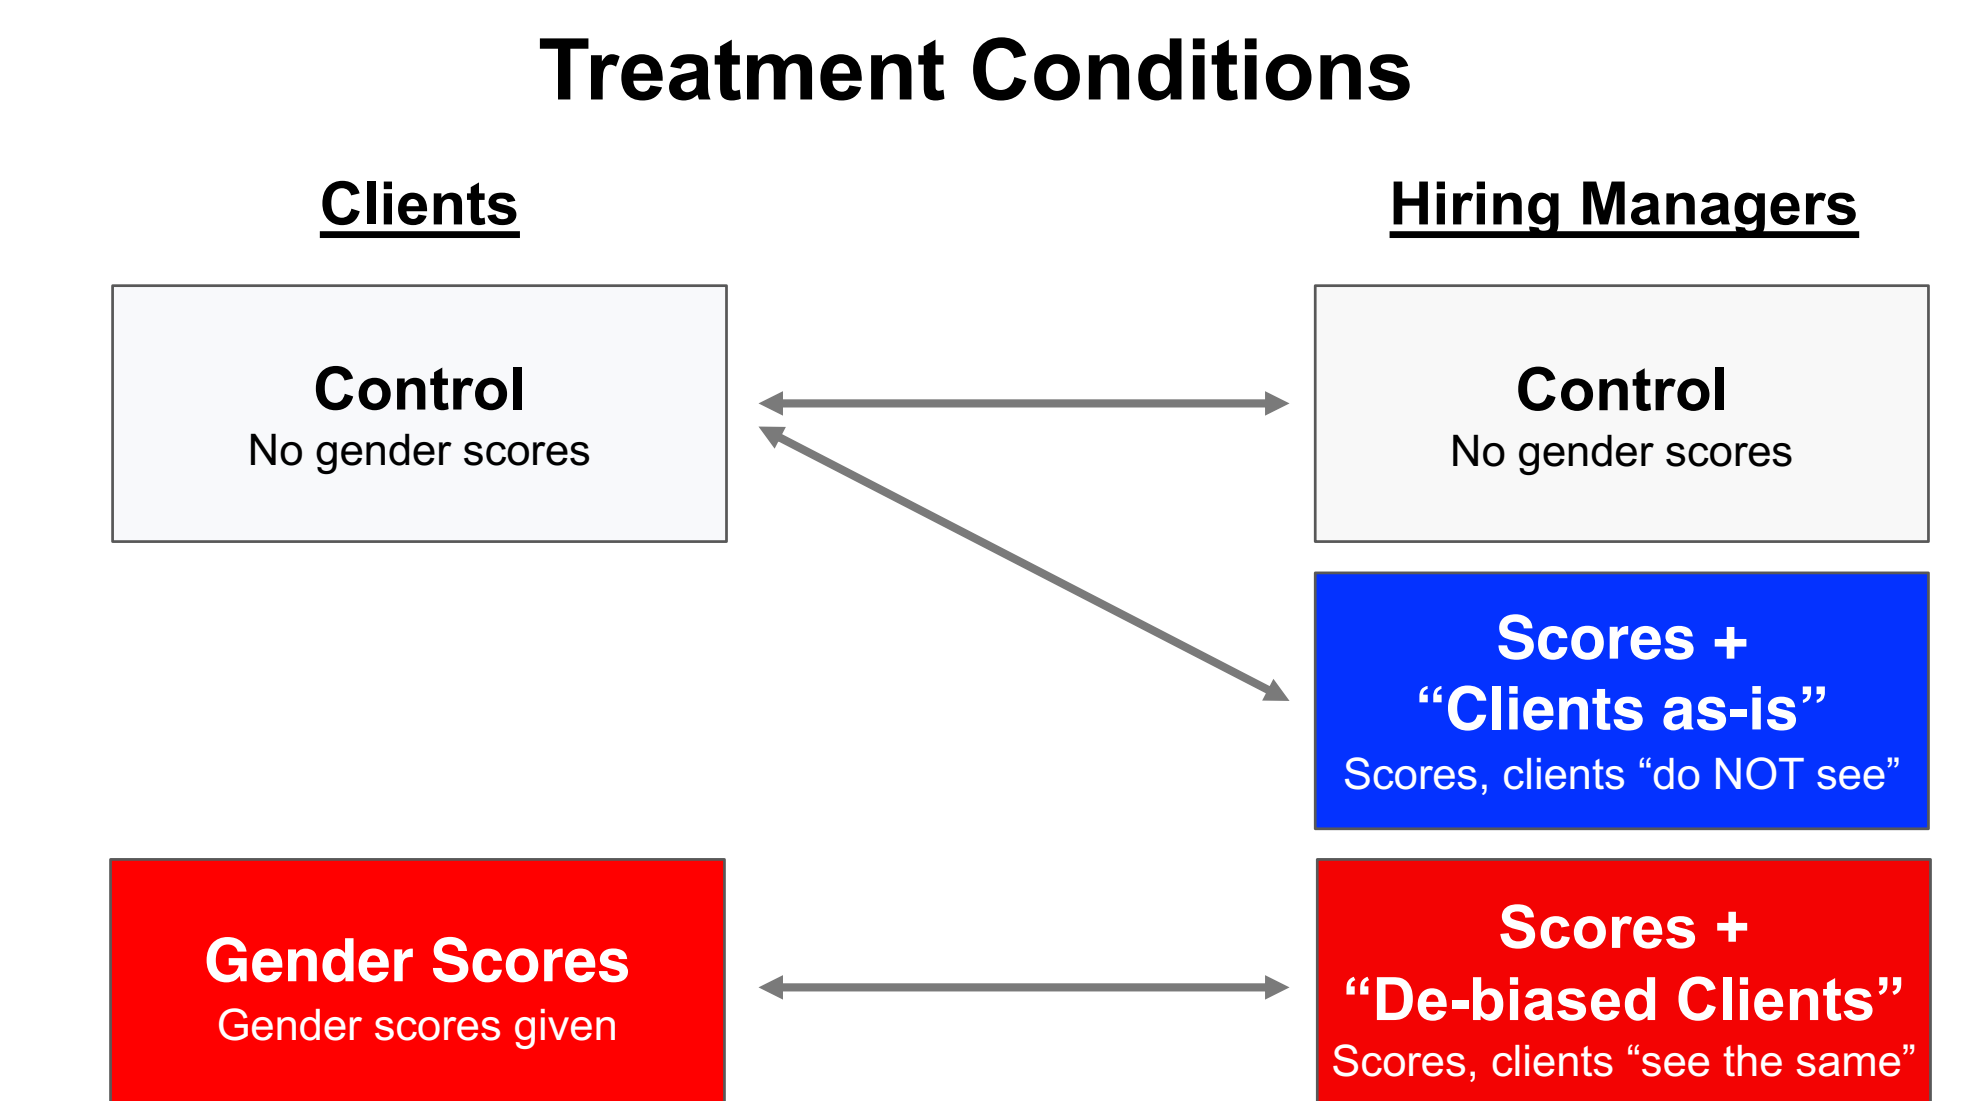 Treatment Conditions
Clients
Hiring Managers
Control
No gender scores
Control
No gender scores
Scores +
“Clients as-is”
Scores, clients “do NOT see”
Gender Scores
Gender scores given
Scores +
“De-biased Clients”
Scores, clients “see the same”